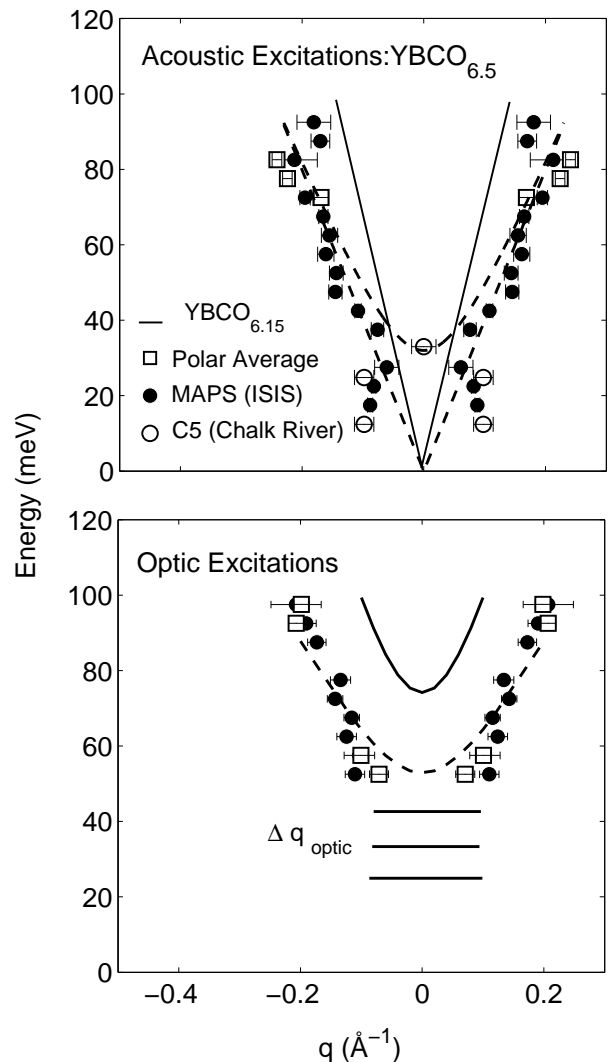 120
Acoustic Excitations:YBCO6.5
100
80
60
40
20
0
YBCO6.15
Polar Average
MAPS (ISIS)
C5 (Chalk River)
Energy (meV)
120
Optic Excitations
100
80
60
40
20
0
Δ q optic
−0.4 −0.2 0 0.2
q (Å−1)